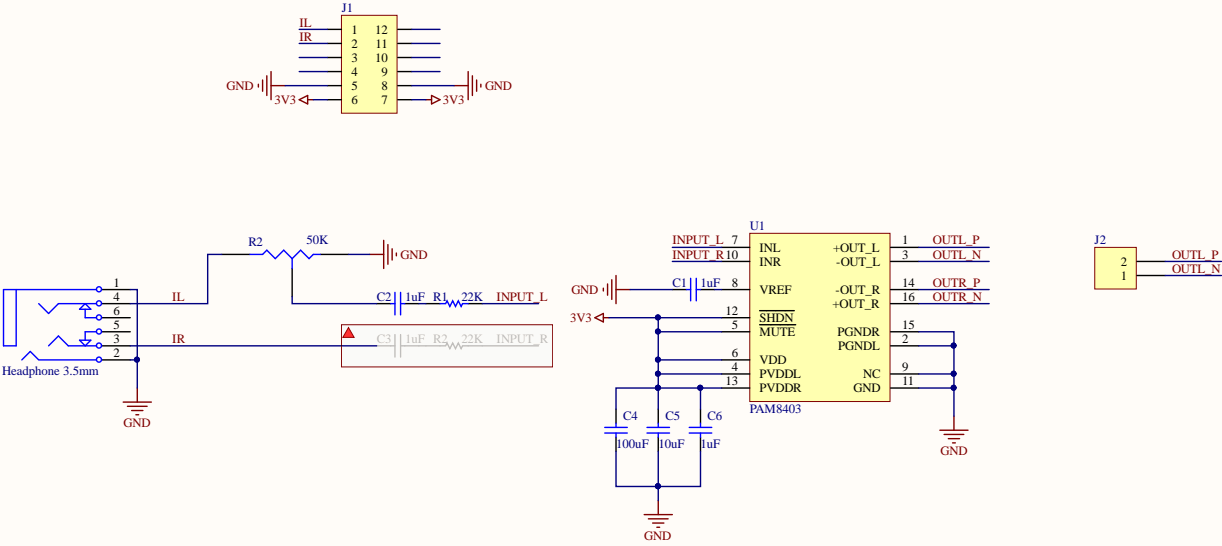 J1
IL 1 12
IR 2 11
3 10
4 9
GND 5 8 GND
3V3 6 7 3V3
R2 50K
GND
1
4 IL
6
5
3 IR
2
Headphone 3.5mm
GND
C2 1uF R1 22K INPUT_L
C3 1uF R2 22K INPUT_R
U1
INPUT_L 7 INL +OUT_L 1 OUTL_P
INPUT_R 10 INR -OUT_L 3 OUTL_N
GND C1 1uF 8 VREF -OUT_R 14 OUTR_P
+OUT_R 16 OUTR_N
3V3 12 SHDN
5 MUTE PGNDR 15
PGNDL 2
6 VDD
4 PVDDL NC 9
13 PVDDR GND 11
PAM8403
C4 C5 C6
100uF 10uF 1uF
GND
GND
J2
2 OUTL_P
1 OUTL_N